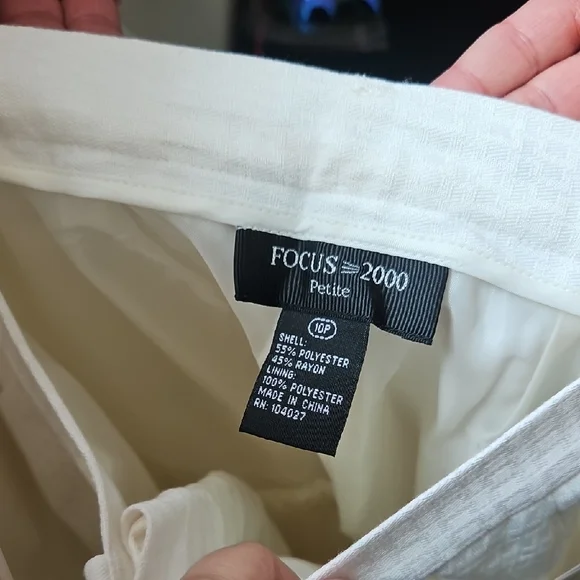 FOCUS 2000
Petite
10P
SHELL:
55% POLYESTER
45% RAYON
LINING:
100% POLYESTER
MADE IN CHINA
RN: 104027